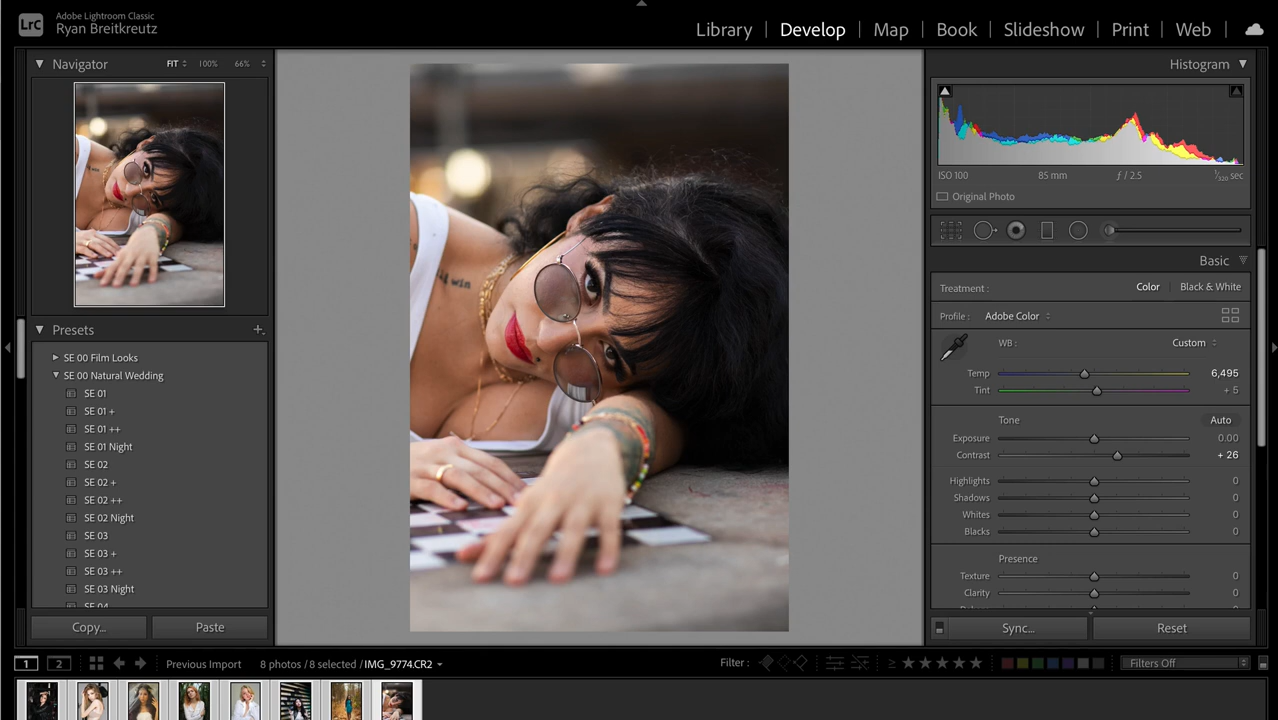 LrC
Adobe Lightroom Classic
Ryan Breitkreutz
Library | Develop | Map | Book | Slideshow | Print | Web
Navigator FIT 100% 66%
Histogram
ISO 100 85 mm ƒ / 2.5 1/320 sec
Original Photo
Basic
Treatment : Color | Black & White
Profile : Adobe Color
WB : Custom
Temp 6,495
Tint + 5
Tone Auto
Exposure 0.00
Contrast + 26
Highlights 0
Shadows 0
Whites 0
Blacks 0
Presence
Texture 0
Clarity 0
Presets +
SE 00 Film Looks
SE 00 Natural Wedding
SE 01
SE 01 +
SE 01 ++
SE 01 Night
SE 02
SE 02 +
SE 02 ++
SE 02 Night
SE 03
SE 03 +
SE 03 ++
SE 03 Night
SE 04
win
Copy... Paste
Sync... Reset
1 2 Previous Import 8 photos / 8 selected / IMG_9774.CR2 Filter : ≥ ★★★★★ Filters Off